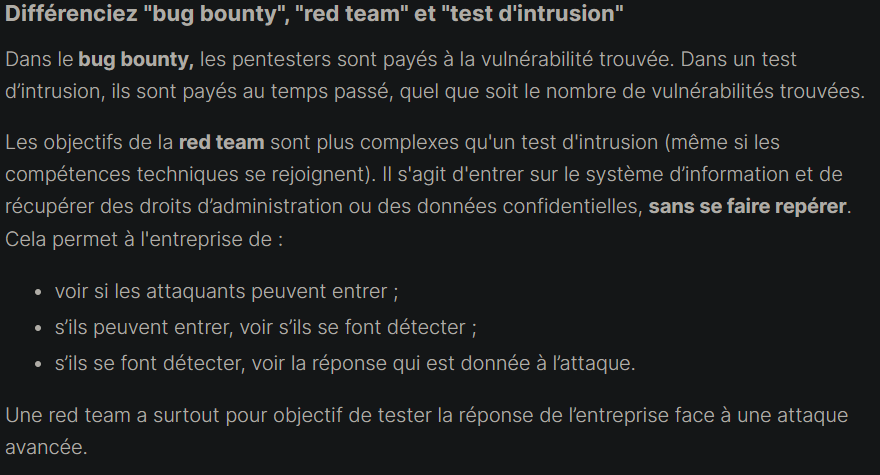 Différenciez "bug bounty", "red team" et "test d'intrusion"
Dans le bug bounty, les pentesters sont payés à la vulnérabilité trouvée. Dans un test
d’intrusion, ils sont payés au temps passé, quel que soit le nombre de vulnérabilités trouvées.
Les objectifs de la red team sont plus complexes qu'un test d'intrusion (même si les
compétences techniques se rejoignent). Il s'agit d'entrer sur le système d’information et de
récupérer des droits d’administration ou des données confidentielles, sans se faire repérer.
Cela permet à l'entreprise de :
• voir si les attaquants peuvent entrer ;
• s’ils peuvent entrer, voir s’ils se font détecter ;
• s’ils se font détecter, voir la réponse qui est donnée à l’attaque.
Une red team a surtout pour objectif de tester la réponse de l’entreprise face à une attaque
avancée.